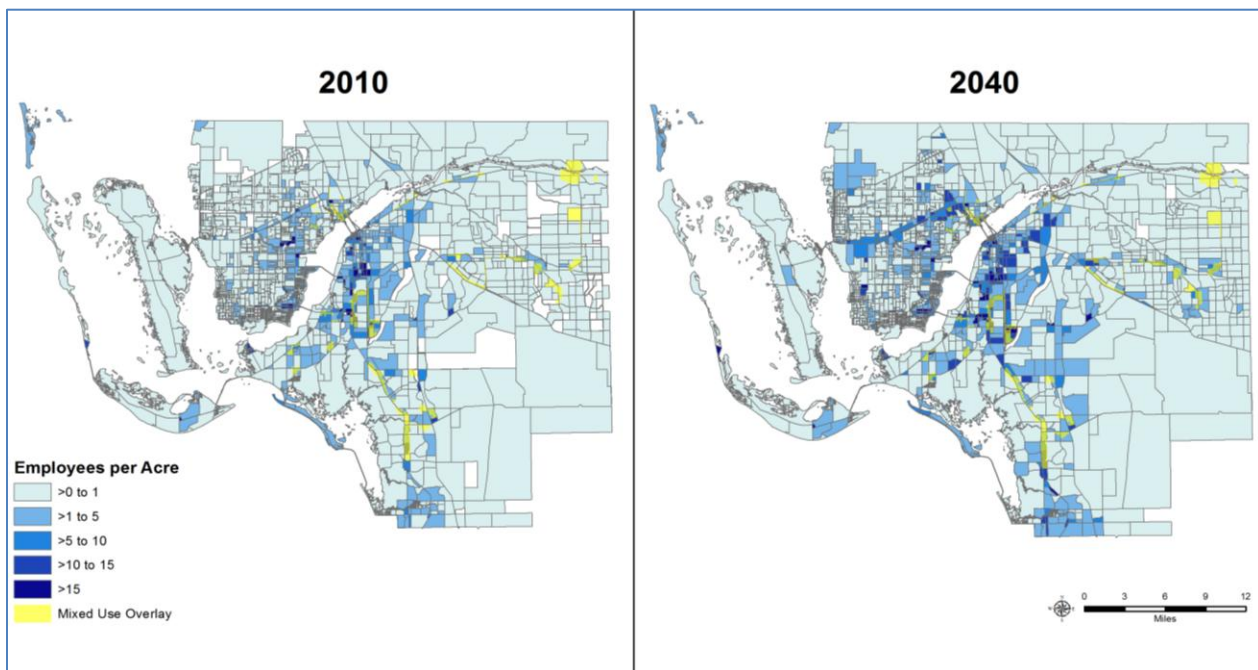 2010
2040
Employees per Acre
>0 to 1
>1 to 5
>5 to 10
>10 to 15
>15
Mixed Use Overlay
0 3 6 9 12
Miles